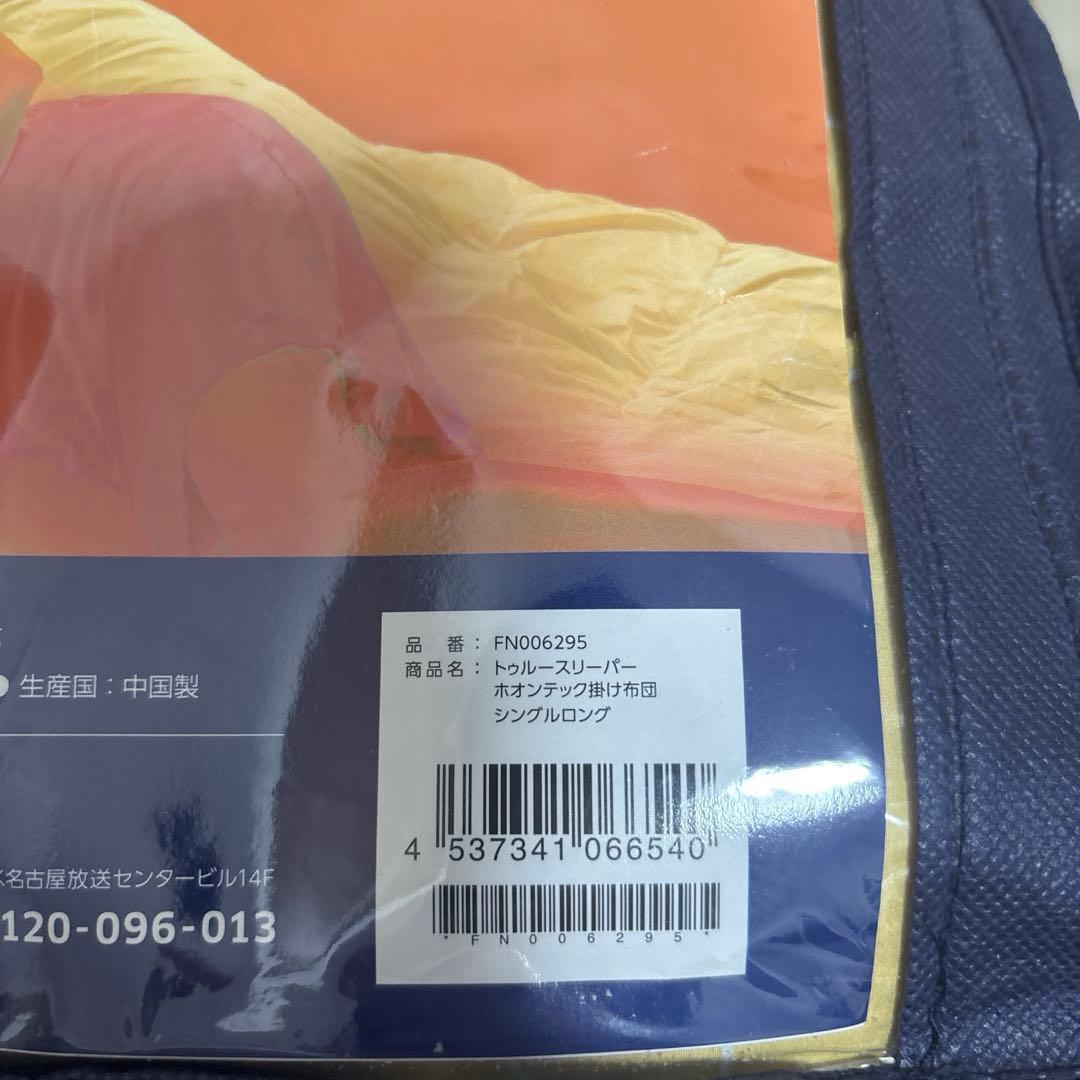 品 番： FN006295
商品名： トゥルースリーパー
ホオンテック掛け布団
シングルロング
● 生産国：中国製
4 537341 066540
名古屋放送センタービル14F
120-096-013
*FN006295*